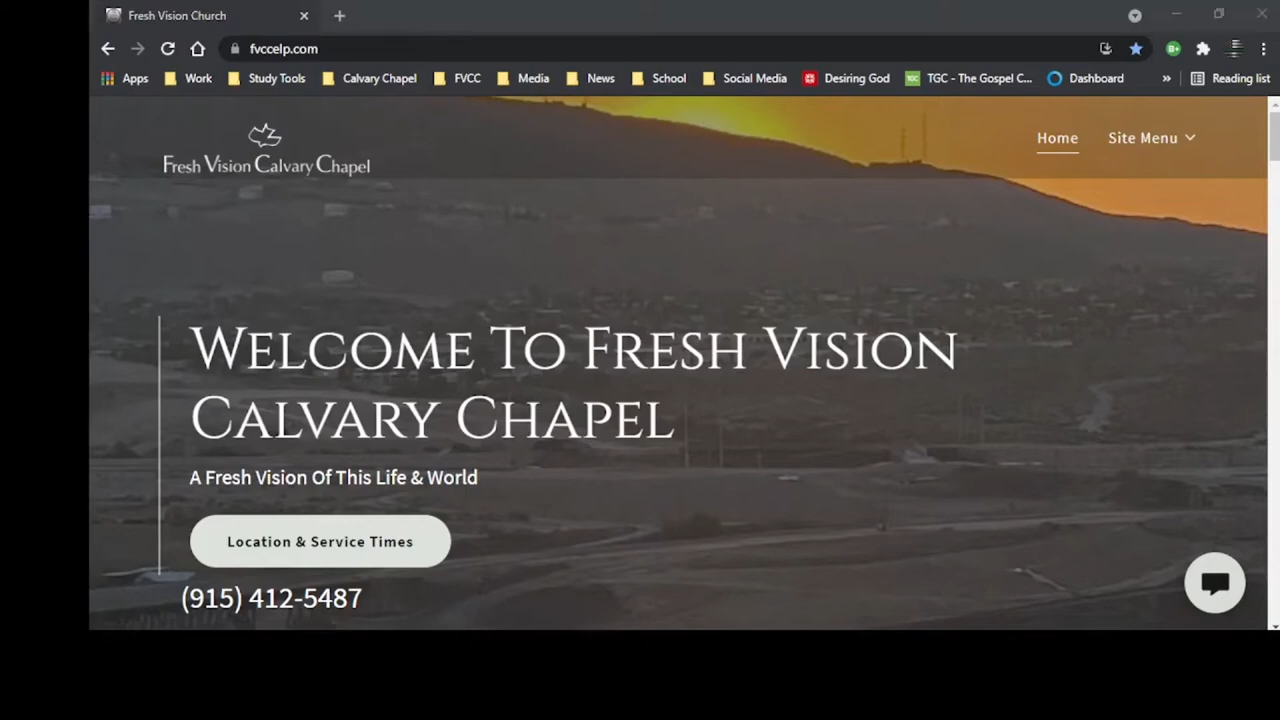 Fresh Vision Church
fvccelp.com
Apps Work Study Tools Calvary Chapel FVCC Media News School Social Media Desiring God TGC - The Gospel C... Dashboard » Reading list
Fresh Vision Calvary Chapel
Home Site Menu
Welcome To Fresh Vision
Calvary Chapel
A Fresh Vision Of This Life & World
Location & Service Times
(915) 412-5487